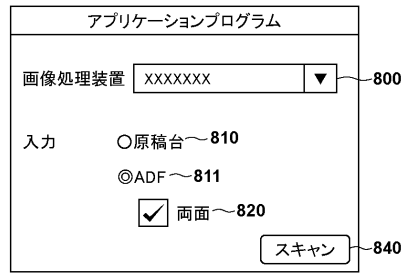 アプリケーションプログラム
画像処理装置 XXXXXXX ▼ 800
入力 ○原稿台 810
◎ADF 811
✓ 両面 820
スキャン 840